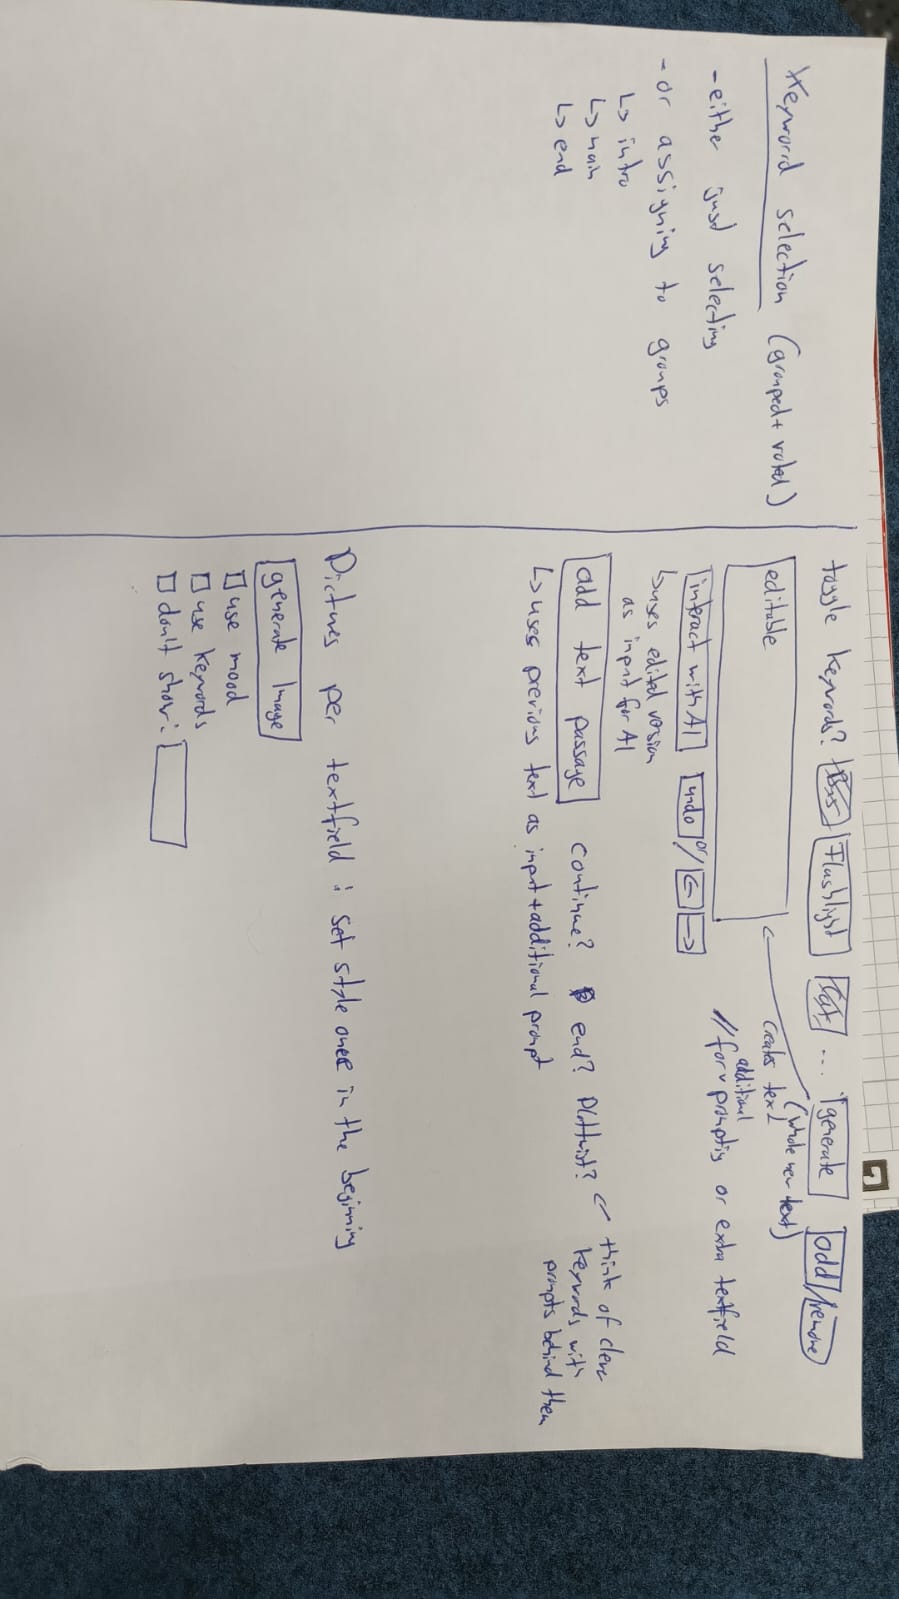 Keyword selection (grouped + voted)
- either just selecting
- or assigning to groups
↳ intro
↳ main
↳ end
toggle keywords? Flashlight ... generate add/remove
(whole new text)
editable
creates text
additional
// for prompting or extra textfield
interact with AI undo or/ ← →
↳ uses edited version
as input for AI
add text passage continue? end? Plottwist?
think of clever
keywords with
prompts behind them
↳ uses previous text as input + additional prompt
Pictures per textfield : set style once in the beginning
generate Image
□ use mood
□ use keywords
□ don't show: